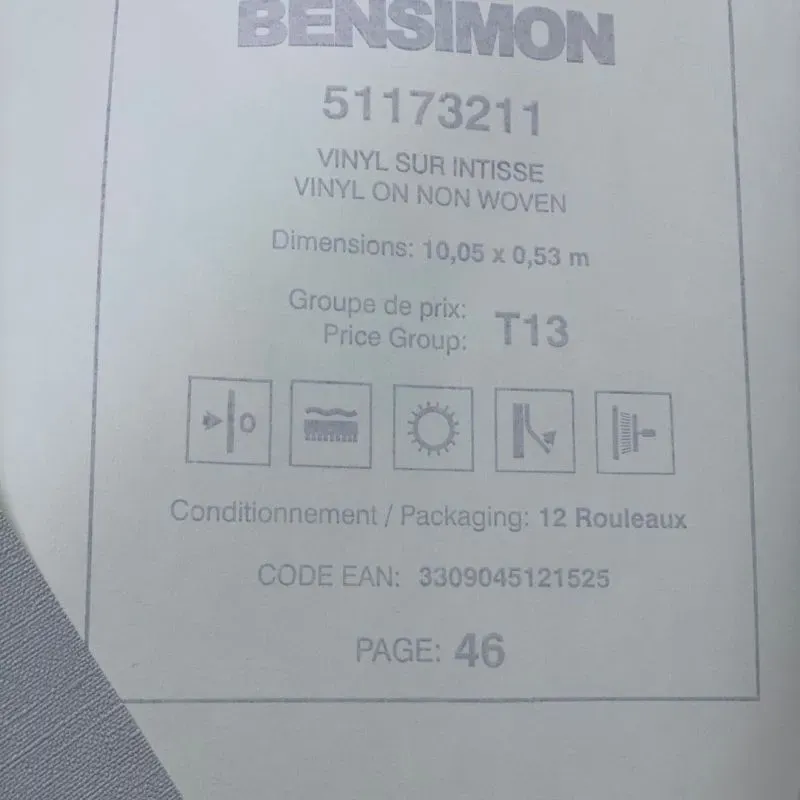 BENSIMON
51173211
VINYL SUR INTISSE
VINYL ON NON WOVEN
Dimensions: 10,05 x 0,53 m
Groupe de prix:
Price Group: T13
Conditionnement / Packaging: 12 Rouleaux
CODE EAN: 3309045121525
PAGE: 46